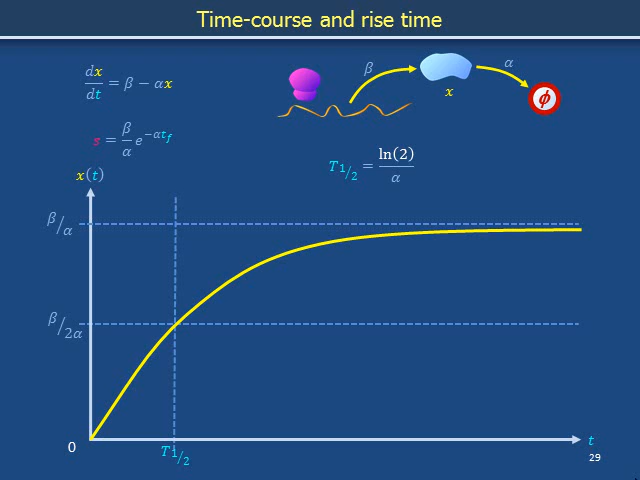 Time-course and rise time
dx/dt = β − αx
β
α
x
ϕ
s = β/α e^−αt_f
T1/2 = ln(2)/α
x(t)
β/α
β/2α
0
T1/2
t
29